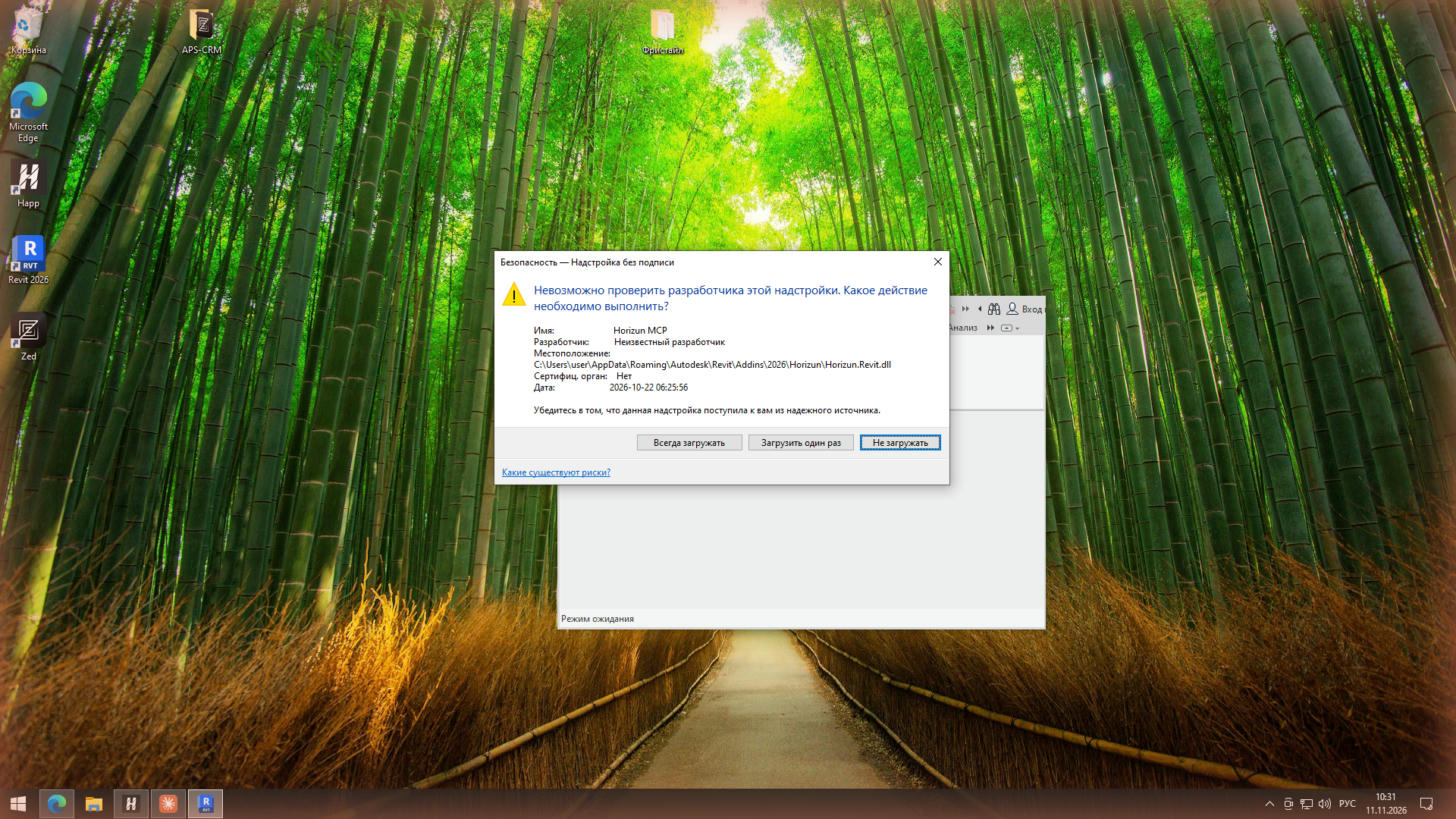 Корзина
APS-CRM
Фристайл
Microsoft
Edge
Happ
Revit 2026
Zed
Безопасность — Надстройка без подписи
Невозможно проверить разработчика этой надстройки. Какое действие
необходимо выполнить?
Имя: Horizun MCP
Разработчик: Неизвестный разработчик
Местоположение:
C:\Users\user\AppData\Roaming\Autodesk\Revit\Addins\2026\Horizun\Horizun.Revit.dll
Сертифиц. орган: Нет
Дата: 2026-10-22 06:25:56
Убедитесь в том, что данная надстройка поступила к вам из надежного источника.
Всегда загружать
Загрузить один раз
Не загружать
Какие существуют риски?
Вход
Анализ
Режим ожидания
РУС
10:31
11.11.2026